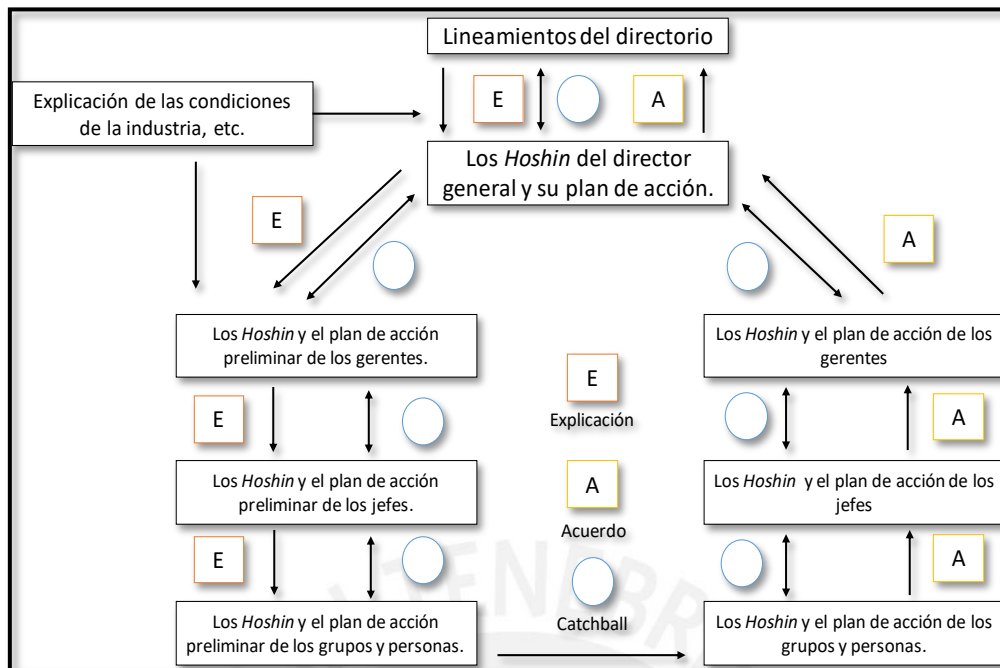 Lineamientos del directorio
E
A
Explicación de las condiciones
de la industria, etc.
Los Hoshin del director
general y su plan de acción.
E
A
Los Hoshin y el plan de acción
preliminar de los gerentes.
Los Hoshin y el plan de acción de los
gerentes
E
E
Explicación
A
Los Hoshin y el plan de acción
preliminar de los jefes.
A
Acuerdo
Los Hoshin y el plan de acción de los
jefes
E
Catchball
A
Los Hoshin y el plan de acción
preliminar de los grupos y personas.
Los Hoshin y el plan de acción de los
grupos y personas.
TENEBR